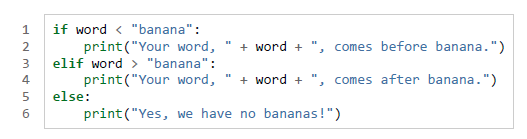 1 if word < "banana":
2     print("Your word, " + word + ", comes before banana.")
3 elif word > "banana":
4     print("Your word, " + word + ", comes after banana.")
5 else:
6     print("Yes, we have no bananas!")